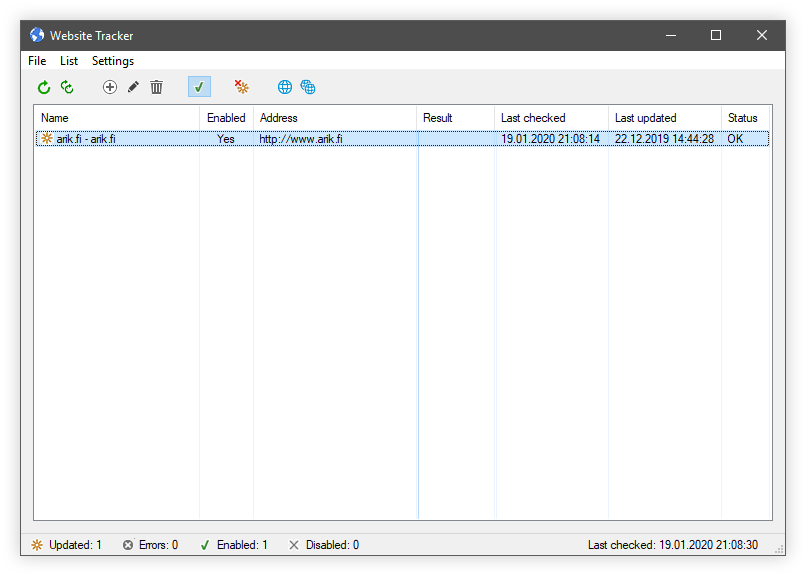 Website Tracker
File List Settings
Name Enabled Address Result Last checked Last updated Status
arik.fi - arik.fi Yes http://www.arik.fi 19.01.2020 21:08:14 22.12.2019 14:44:28 OK
Updated: 1 Errors: 0 Enabled: 1 Disabled: 0 Last checked: 19.01.2020 21:08:30